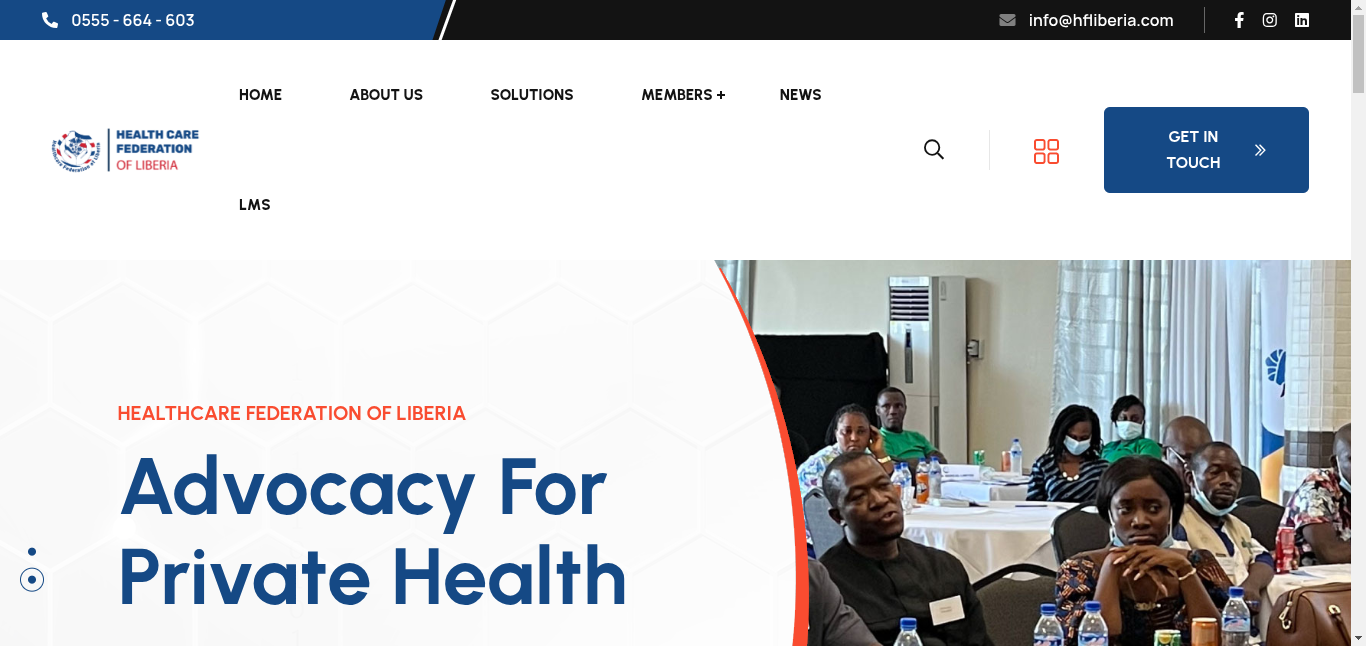 0555 - 664 - 603
info@hfliberia.com
HOME
ABOUT US
SOLUTIONS
MEMBERS +
NEWS
LMS
HEALTH CARE
FEDERATION
OF LIBERIA
GET IN
TOUCH
HEALTHCARE FEDERATION OF LIBERIA
Advocacy For
Private Health